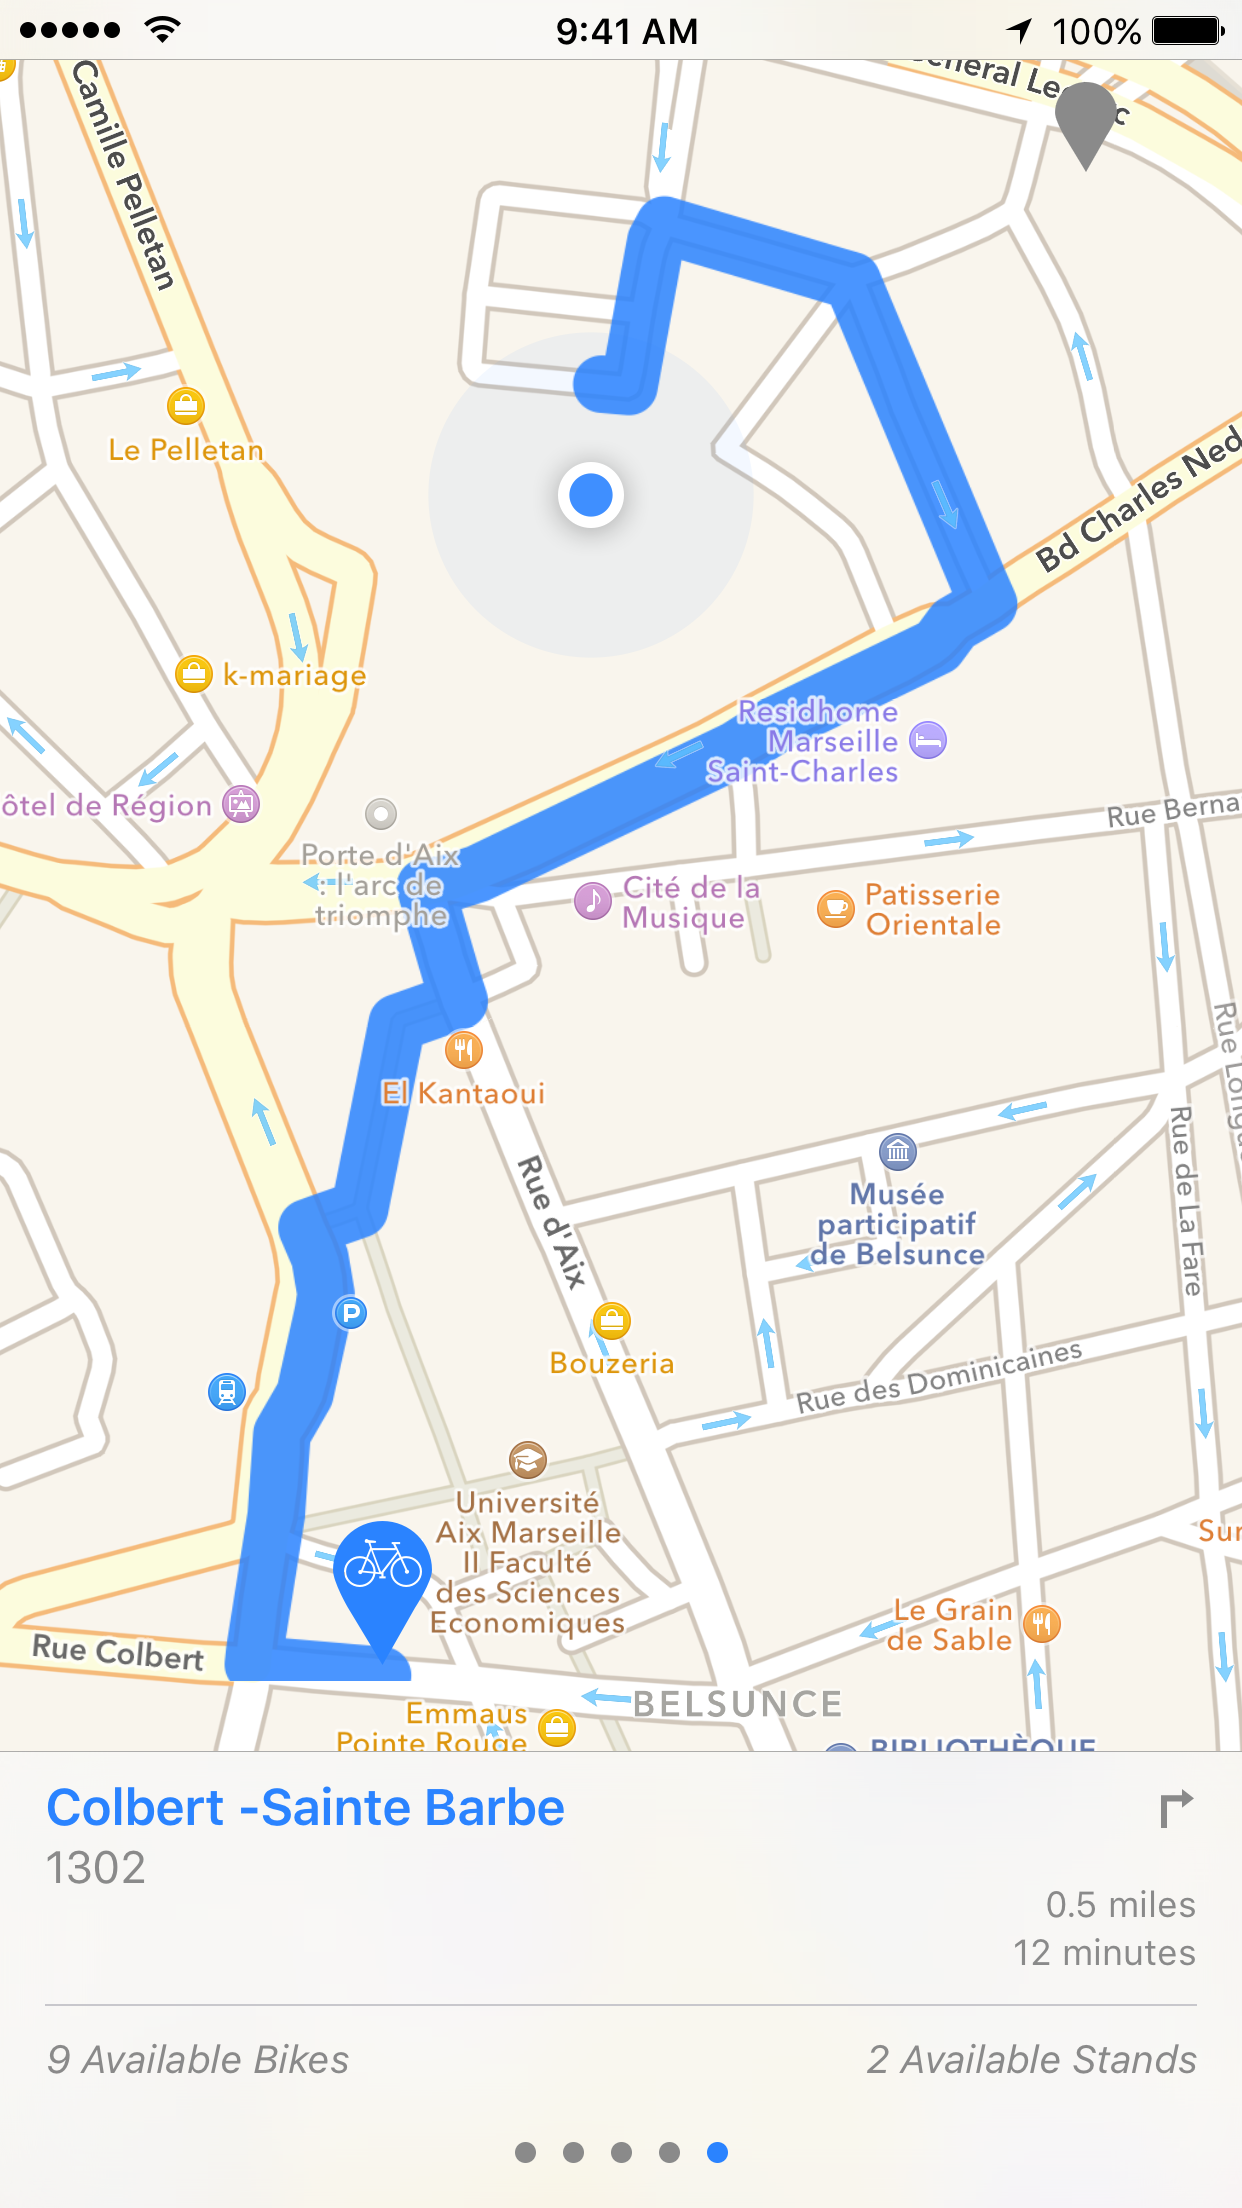 9:41 AM
100%
Camille Pelletan
Général Leclerc
Le Pelletan
Bd Charles Ned
k-mariage
Residhome
Marseille
Saint-Charles
ôtel de Région
Rue Berna
Porte d'Aix
: l'arc de
triomphe
Cité de la
Musique
Patisserie
Orientale
El Kantaoui
Rue d'Aix
Musée
participatif
de Belsunce
Rue de La Fare
P
Bouzeria
Rue des Dominicaines
Université
Aix Marseille
II Faculté
des Sciences
Economiques
Sur
Le Grain
de Sable
Rue Colbert
BELSUNCE
Emmaus
Pointe Rouge
BIBLIOTHÈQUE
Colbert -Sainte Barbe
1302
0.5 miles
12 minutes
9 Available Bikes
2 Available Stands